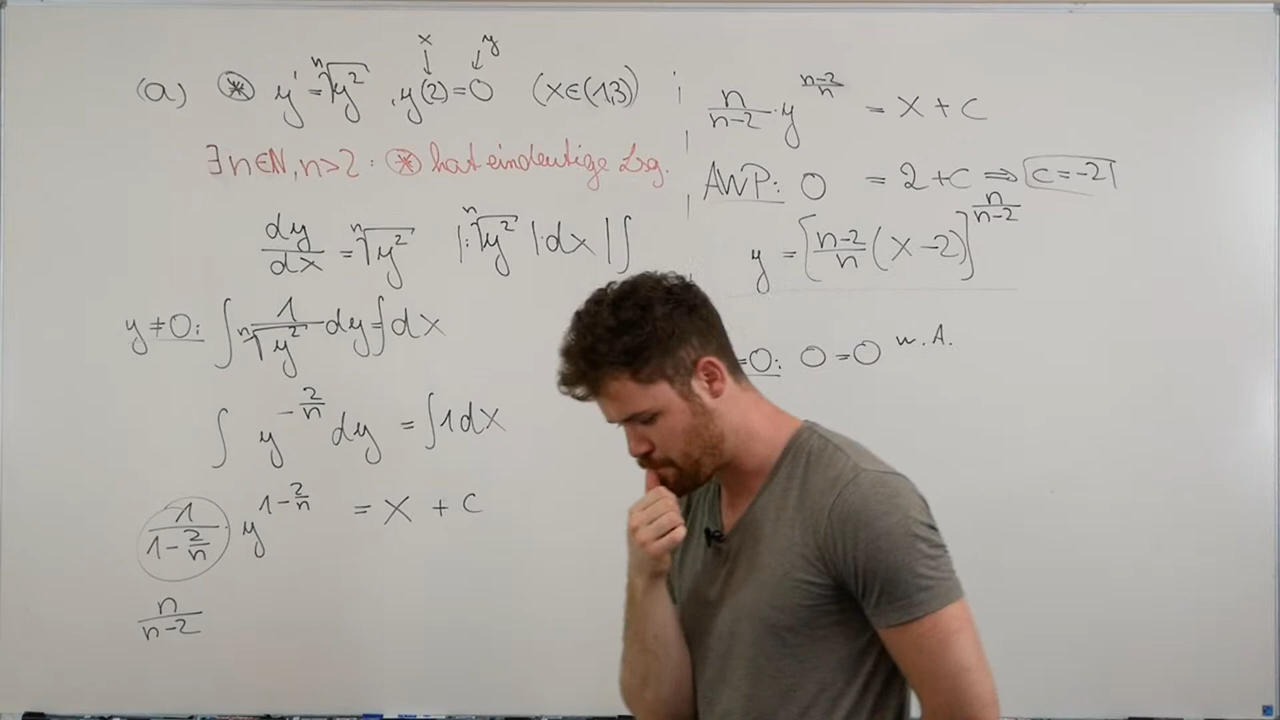 x y
(a) ⊛ y' = ⁿ√y² , y(2)=0 (x∈(1,3))
∃n∈ℕ, n>2 : ⊛ hat eindeutige Lsg.
dy/dx = ⁿ√y² |:ⁿ√y² |·dx |∫
y≠0: ∫ 1/ⁿ√y² dy = ∫dx
∫ y^(-2/n) dy = ∫1dx
1/(1-2/n) · y^(1-2/n) = x + c
n/(n-2)
n/(n-2) · y^((n-2)/n) = x + c
AWP: 0 = 2+c ⇒ c=-2
y = [(n-2)/n (x-2)]^(n/(n-2))
=0: 0=0 w.A.